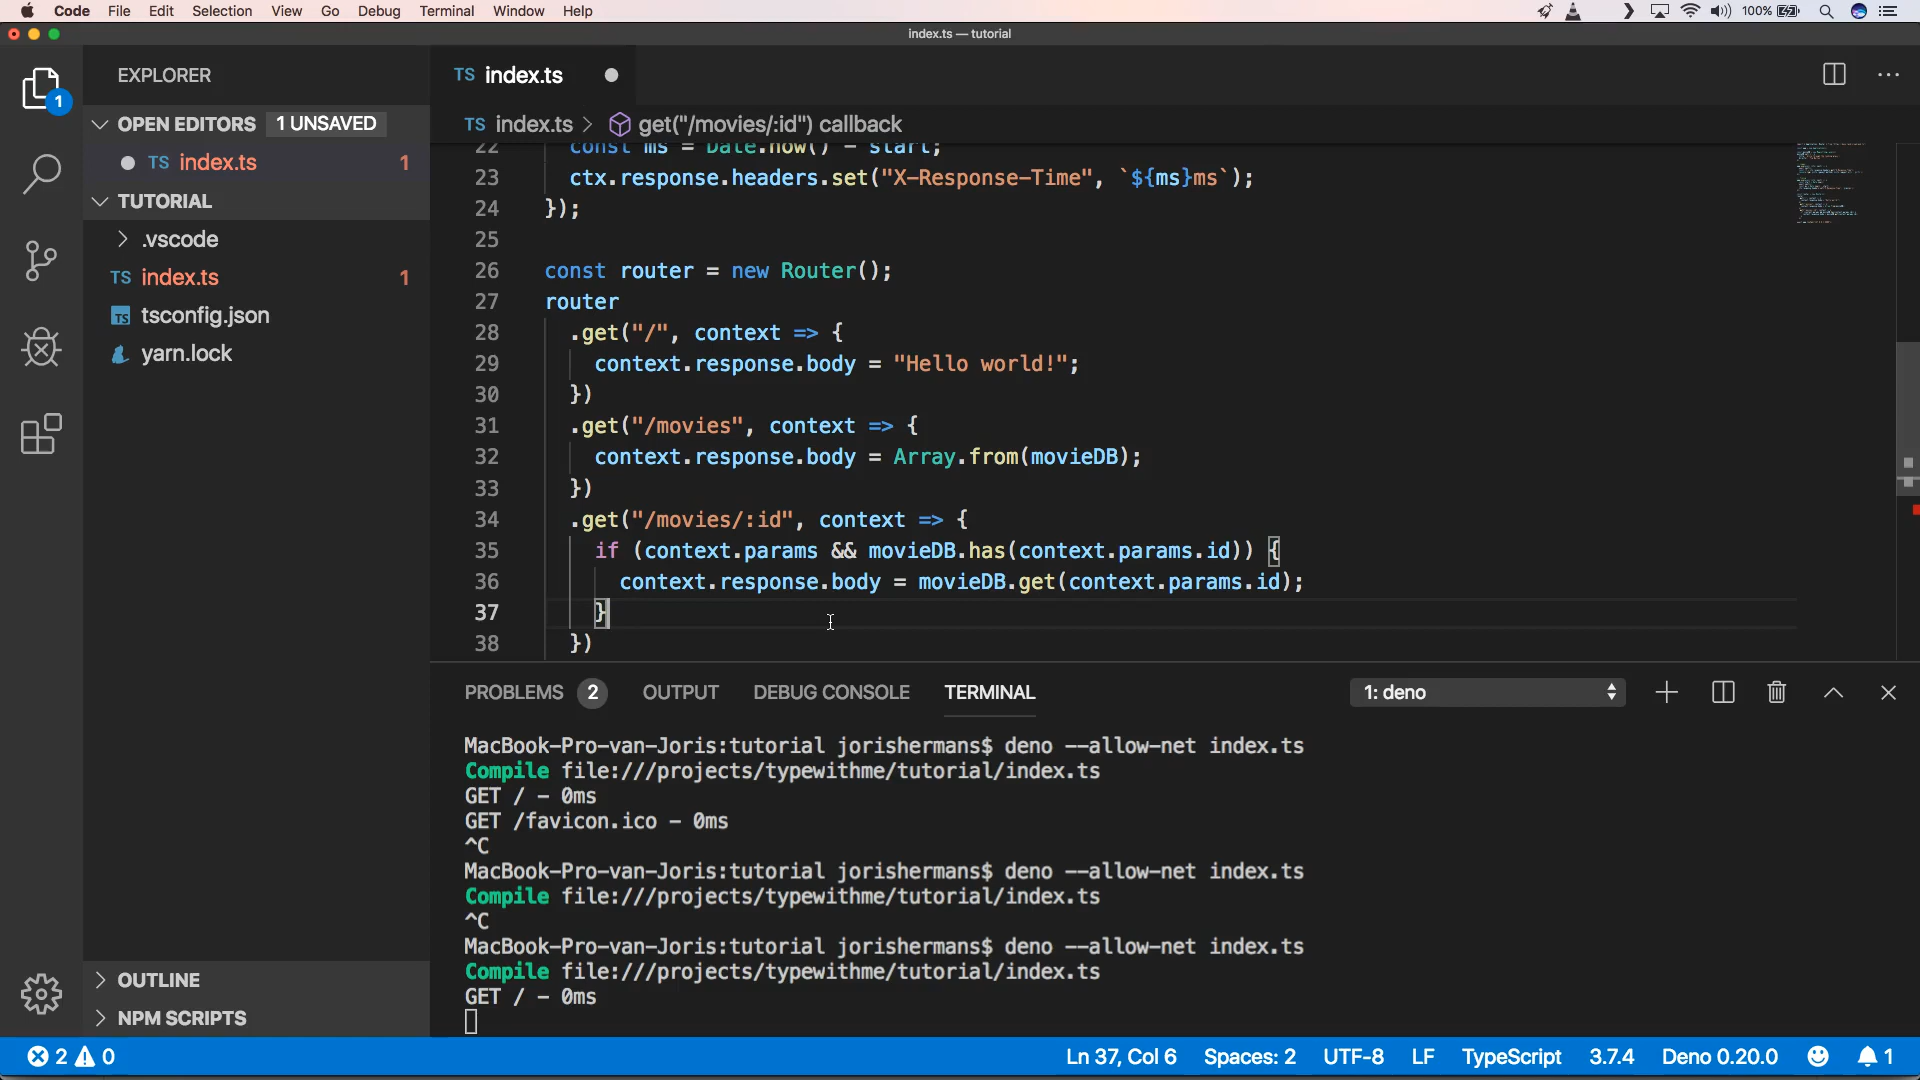 Code File Edit Selection View Go Debug Terminal Window Help 100%
index.ts — tutorial
EXPLORER
OPEN EDITORS 1 UNSAVED
TS index.ts 1
TUTORIAL
.vscode
TS index.ts 1
TS tsconfig.json
yarn.lock
OUTLINE
NPM SCRIPTS
1
TS index.ts
TS index.ts > get("/movies/:id") callback
22 const ms = Date.now() - start;
23 ctx.response.headers.set("X-Response-Time", `${ms}ms`);
24 });
25
26 const router = new Router();
27 router
28 .get("/", context => {
29 context.response.body = "Hello world!";
30 })
31 .get("/movies", context => {
32 context.response.body = Array.from(movieDB);
33 })
34 .get("/movies/:id", context => {
35 if (context.params && movieDB.has(context.params.id)) {
36 context.response.body = movieDB.get(context.params.id);
37 }
38 })
PROBLEMS 2 OUTPUT DEBUG CONSOLE TERMINAL 1: deno
MacBook-Pro-van-Joris:tutorial jorishermans$ deno --allow-net index.ts
Compile file:///projects/typewithme/tutorial/index.ts
GET / - 0ms
GET /favicon.ico - 0ms
^C
MacBook-Pro-van-Joris:tutorial jorishermans$ deno --allow-net index.ts
Compile file:///projects/typewithme/tutorial/index.ts
^C
MacBook-Pro-van-Joris:tutorial jorishermans$ deno --allow-net index.ts
Compile file:///projects/typewithme/tutorial/index.ts
GET / - 0ms
2 0 Ln 37, Col 6 Spaces: 2 UTF-8 LF TypeScript 3.7.4 Deno 0.20.0 1